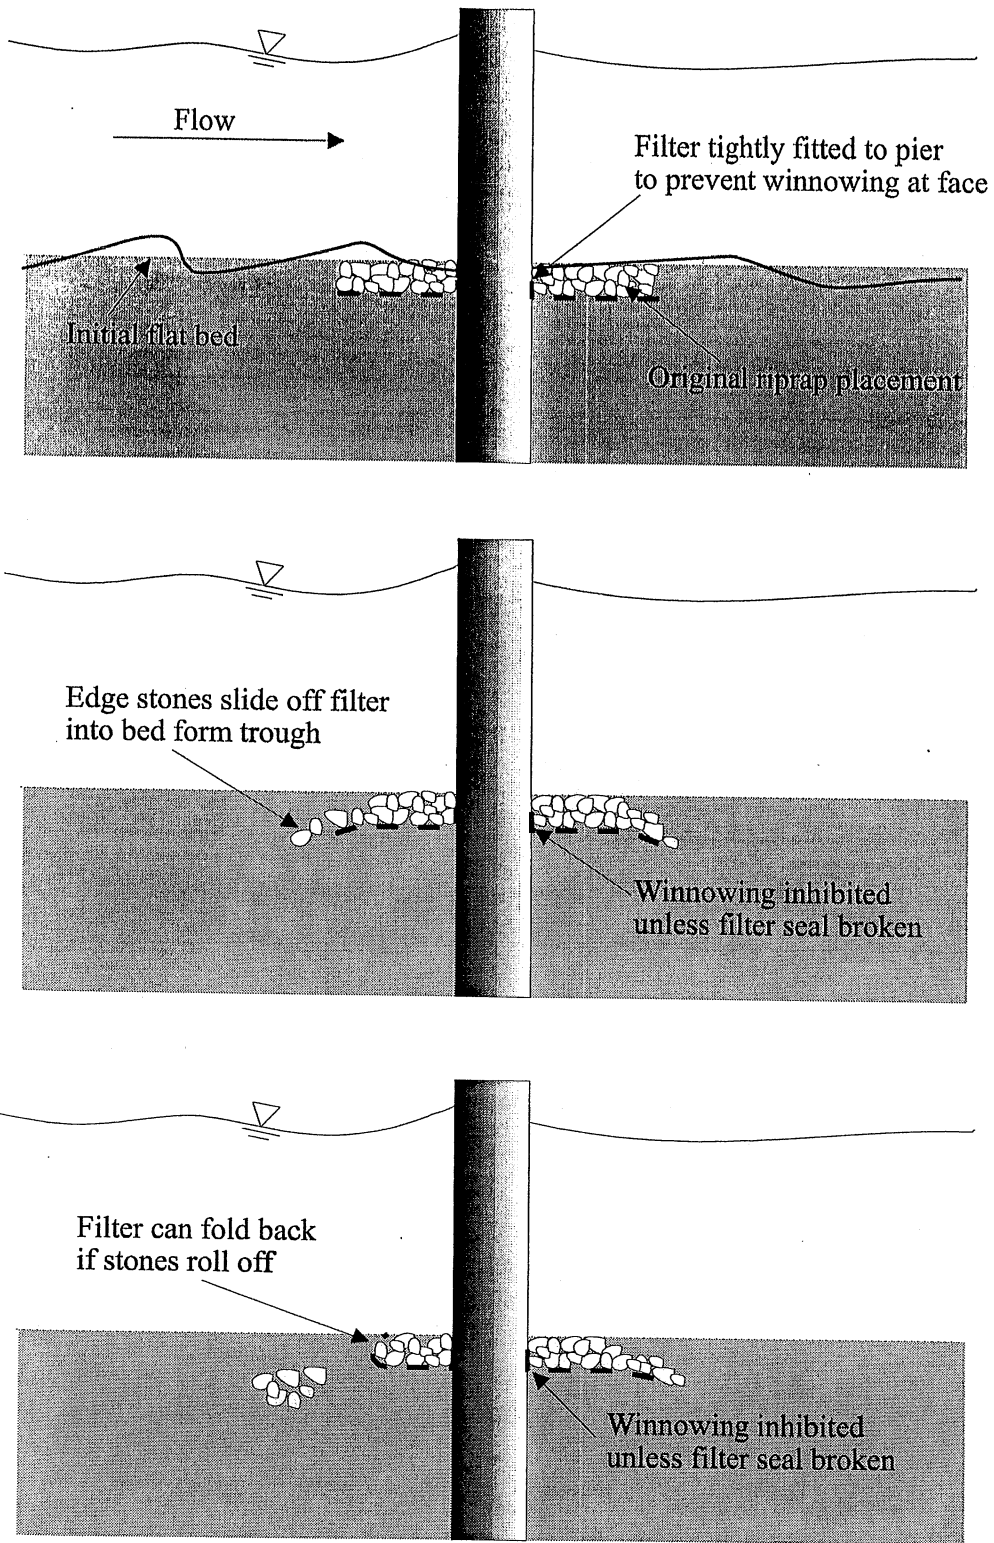 Flow
Filter tightly fitted to pier
to prevent winnowing at face
Initial flat bed
Original riprap placement
Edge stones slide off filter
into bed form trough
Winnowing inhibited
unless filter seal broken
Filter can fold back
if stones roll off
Winnowing inhibited
unless filter seal broken